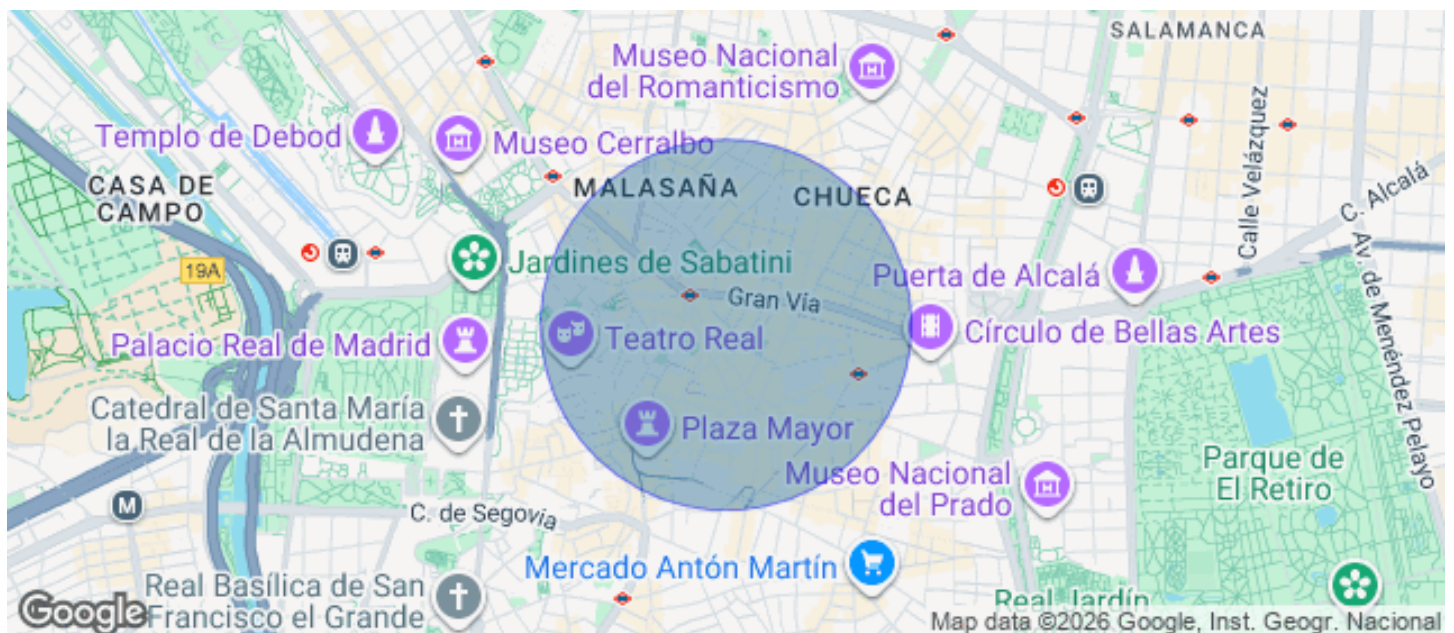 SALAMANCA
Museo Nacional
del Romanticismo
Templo de Debod
Museo Cerralbo
CASA DE
CAMPO
MALASAÑA
CHUECA
Calle Velázquez
C. Alcalá
Av. de Menéndez Pelayo
19A
Jardines de Sabatini
Puerta de Alcalá
Gran Vía
Palacio Real de Madrid
Teatro Real
Círculo de Bellas Artes
Catedral de Santa María
la Real de la Almudena
Plaza Mayor
Museo Nacional
del Prado
Parque de
El Retiro
M
C. de Segovia
Mercado Antón Martín
Real Basílica de San
Francisco el Grande
Real Jardín
Google
Map data ©2026 Google, Inst. Geogr. Nacional